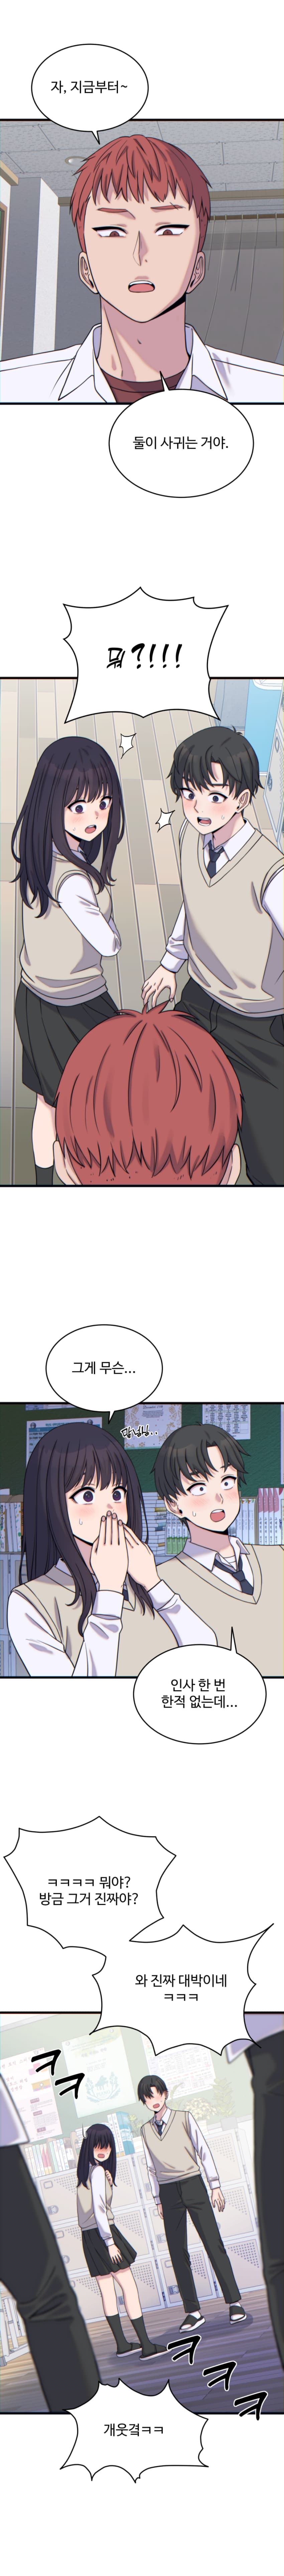 자, 지금부터~
둘이 사귀는 거야.
뭐?!!!
그게 무슨...
인사 한 번
한적 없는데...
ㅋㅋㅋㅋ 뭐야?
방금 그거 진짜야?
와 진짜 대박이네
ㅋㅋㅋ
ㅋㅋ
ㅋㅋㅋ
개웃겱ㅋㅋ